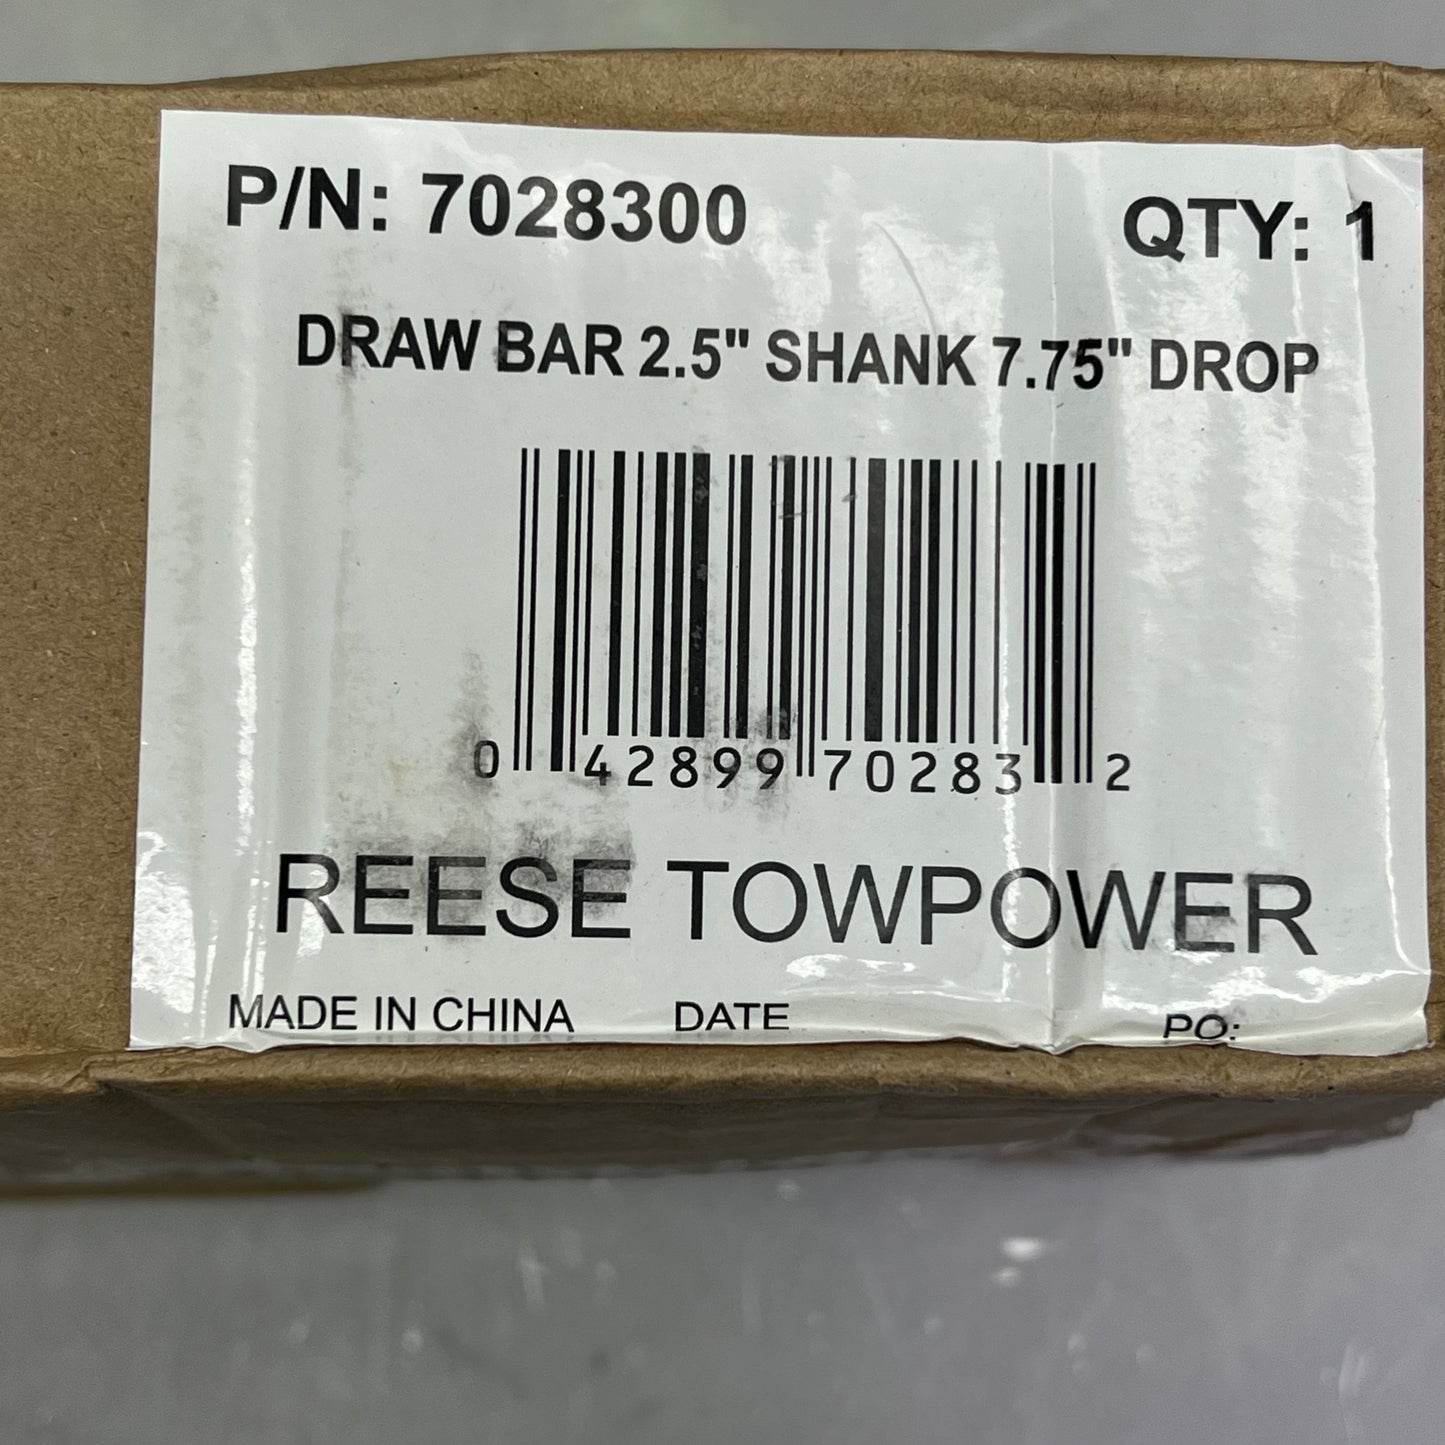 P/N: 7028300 QTY: 1
DRAW BAR 2.5" SHANK 7.75" DROP
0 42899 70283 2
REESE TOWPOWER
MADE IN CHINA DATE PO: